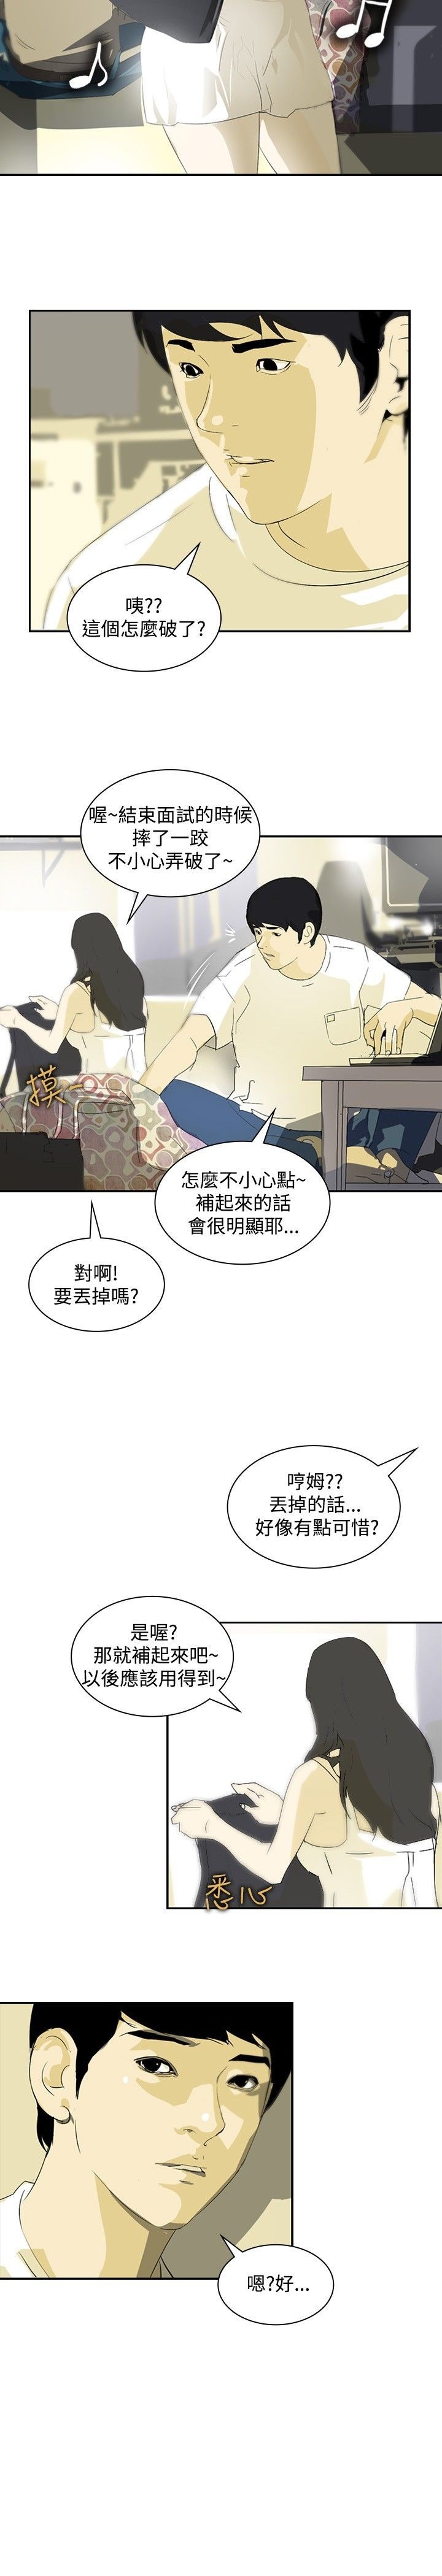 咦??
這個怎麼破了?
喔~結束面試的時候
摔了一跤
不小心弄破了~
摸~
怎麼不小心點~
補起來的話
會很明顯耶...
對啊!
要丟掉嗎?
哼姆??
丟掉的話...
好像有點可惜?
是喔?
那就補起來吧~
以後應該用得到~
悉心
嗯?好...